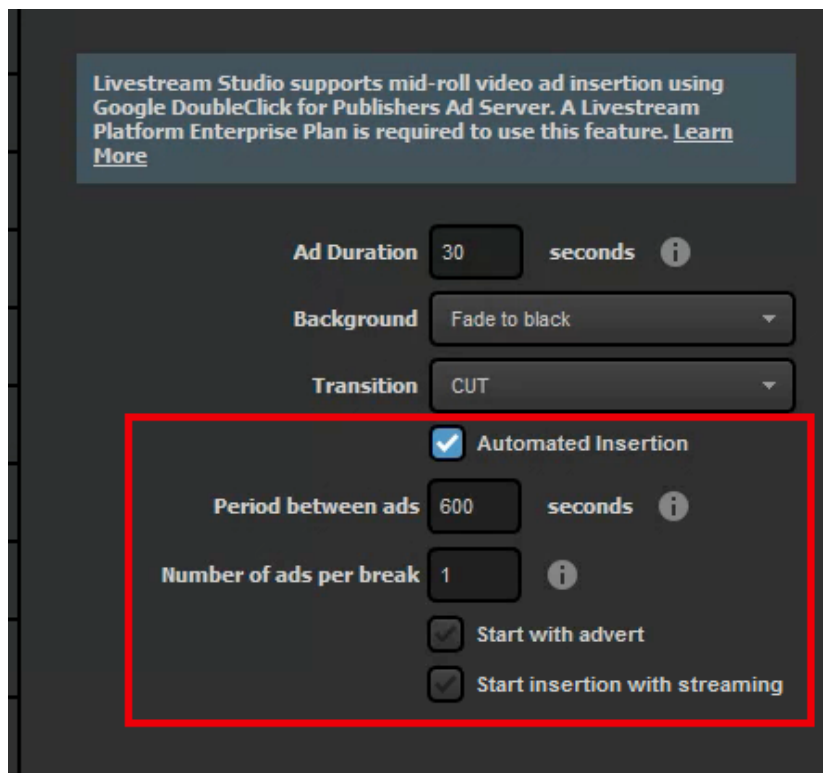 Livestream Studio supports mid-roll video ad insertion using
Google DoubleClick for Publishers Ad Server. A Livestream
Platform Enterprise Plan is required to use this feature. Learn
More
Ad Duration 30 seconds
Background Fade to black
Transition CUT
Automated Insertion
Period between ads 600 seconds
Number of ads per break 1
Start with advert
Start insertion with streaming